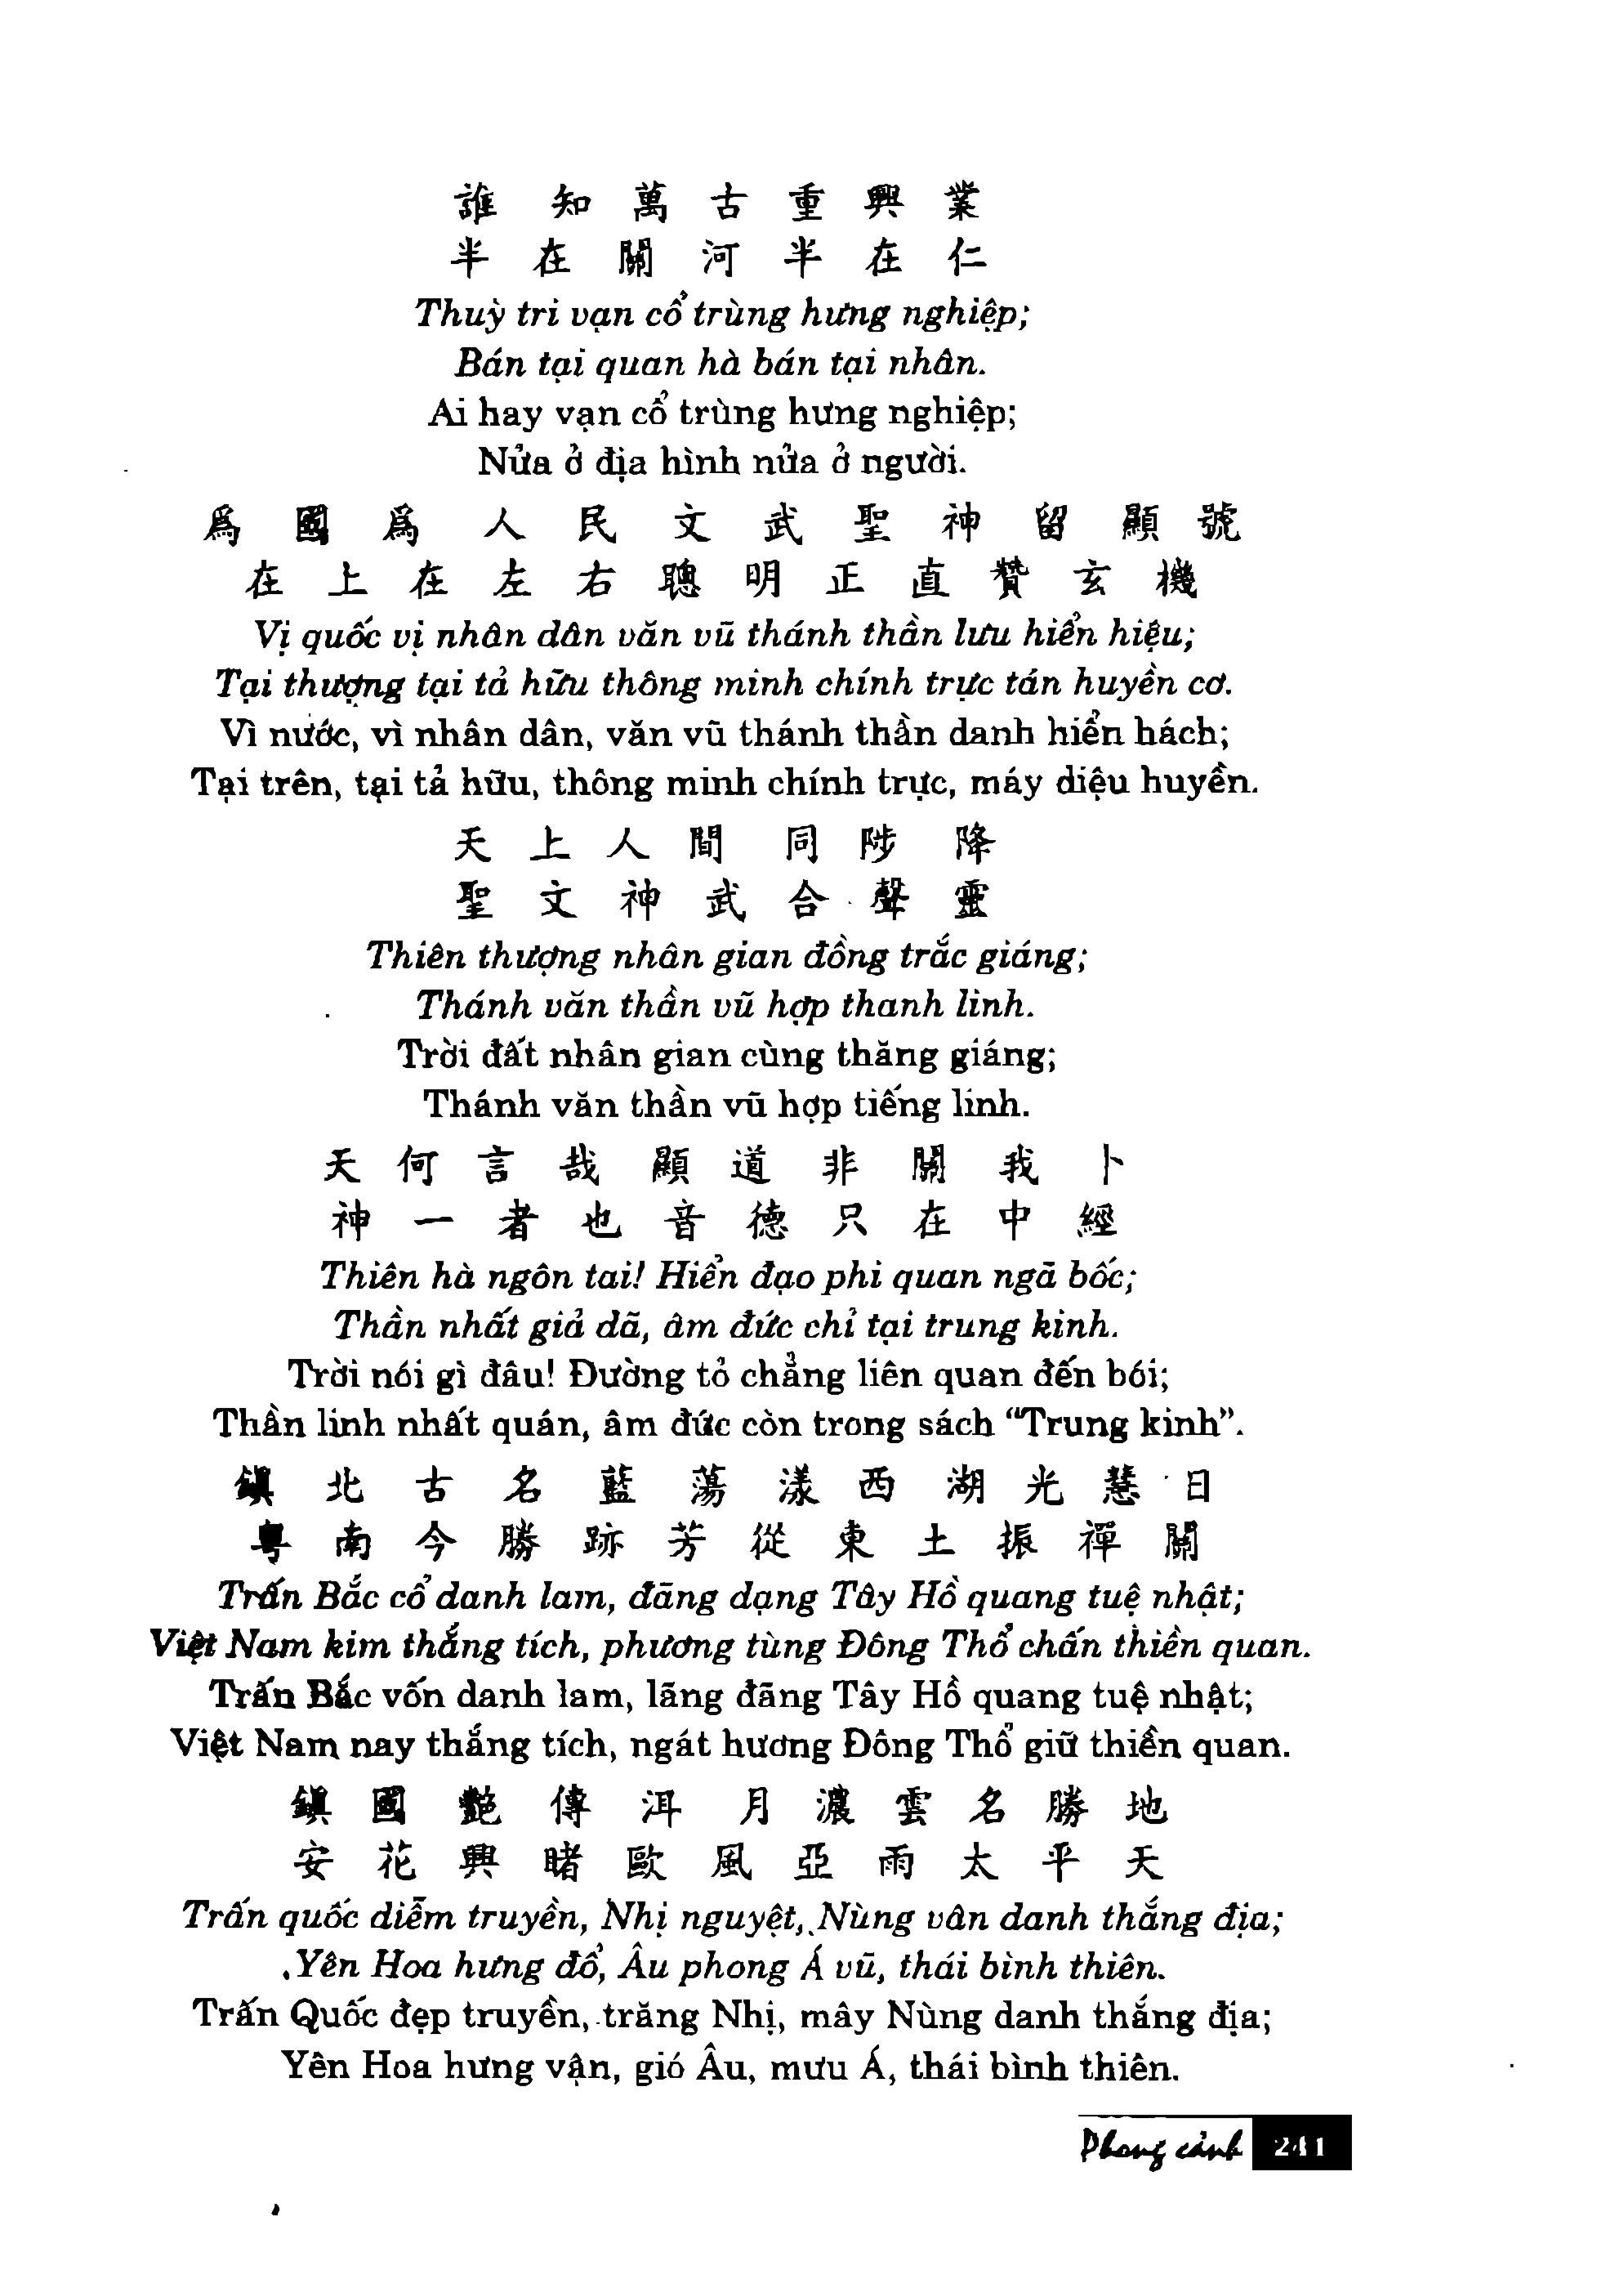 誰知萬古重興業
半在關河半在仁
Thuỳ tri vạn cổ trùng hưng nghiệp;
Bán tại quan hà bán tại nhân.
Ai hay vạn cổ trùng hưng nghiệp;
Nửa ở địa hình nửa ở người.
爲國爲人民文武聖神留顯號
在上在左右聰明正直贊玄機
Vị quốc vị nhân dân văn vũ thánh thần lưu hiển hiệu;
Tại thượng tại tả hữu thông minh chính trực tán huyền cơ.
Vì nước, vì nhân dân, văn vũ thánh thần danh hiển hách;
Tại trên, tại tả hữu, thông minh chính trực, máy diệu huyền.
天上人間同陟降
聖文神武合聲靈
Thiên thượng nhân gian đồng trắc giáng;
Thánh văn thần vũ hợp thanh linh.
Trời đất nhân gian cùng thăng giáng;
Thánh văn thần vũ hợp tiếng linh.
天何言哉顯道非關我卜
神一者也音德只在中經
Thiên hà ngôn tai! Hiển đạo phi quan ngã bốc;
Thần nhất giả dã, âm đức chỉ tại trung kinh.
Trời nói gì đâu! Đường tỏ chẳng liên quan đến bói;
Thần linh nhất quán, âm đức còn trong sách “Trung kinh”.
鎮北古名藍蕩漾西湖光慧日
粵南今勝跡芳從東土振禪關
Trấn Bắc cổ danh lam, đãng dạng Tây Hồ quang tuệ nhật;
Việt Nam kim thắng tích, phương tùng Đông Thổ chấn thiền quan.
Trấn Bắc vốn danh lam, lãng đãng Tây Hồ quang tuệ nhật;
Việt Nam nay thắng tích, ngát hương Đông Thổ giữ thiền quan.
鎮國艷傳洱月濃雲名勝地
安花興睹歐風亞雨太平天
Trấn quốc diễm truyền, Nhị nguyệt, Nùng vân danh thắng địa;
Yên Hoa hưng đổ, Âu phong Á vũ, thái bình thiên.
Trấn Quốc đẹp truyền, trăng Nhị, mây Nùng danh thắng địa;
Yên Hoa hưng vận, gió Âu, mưu Á, thái bình thiên.
Phong cảnh 241